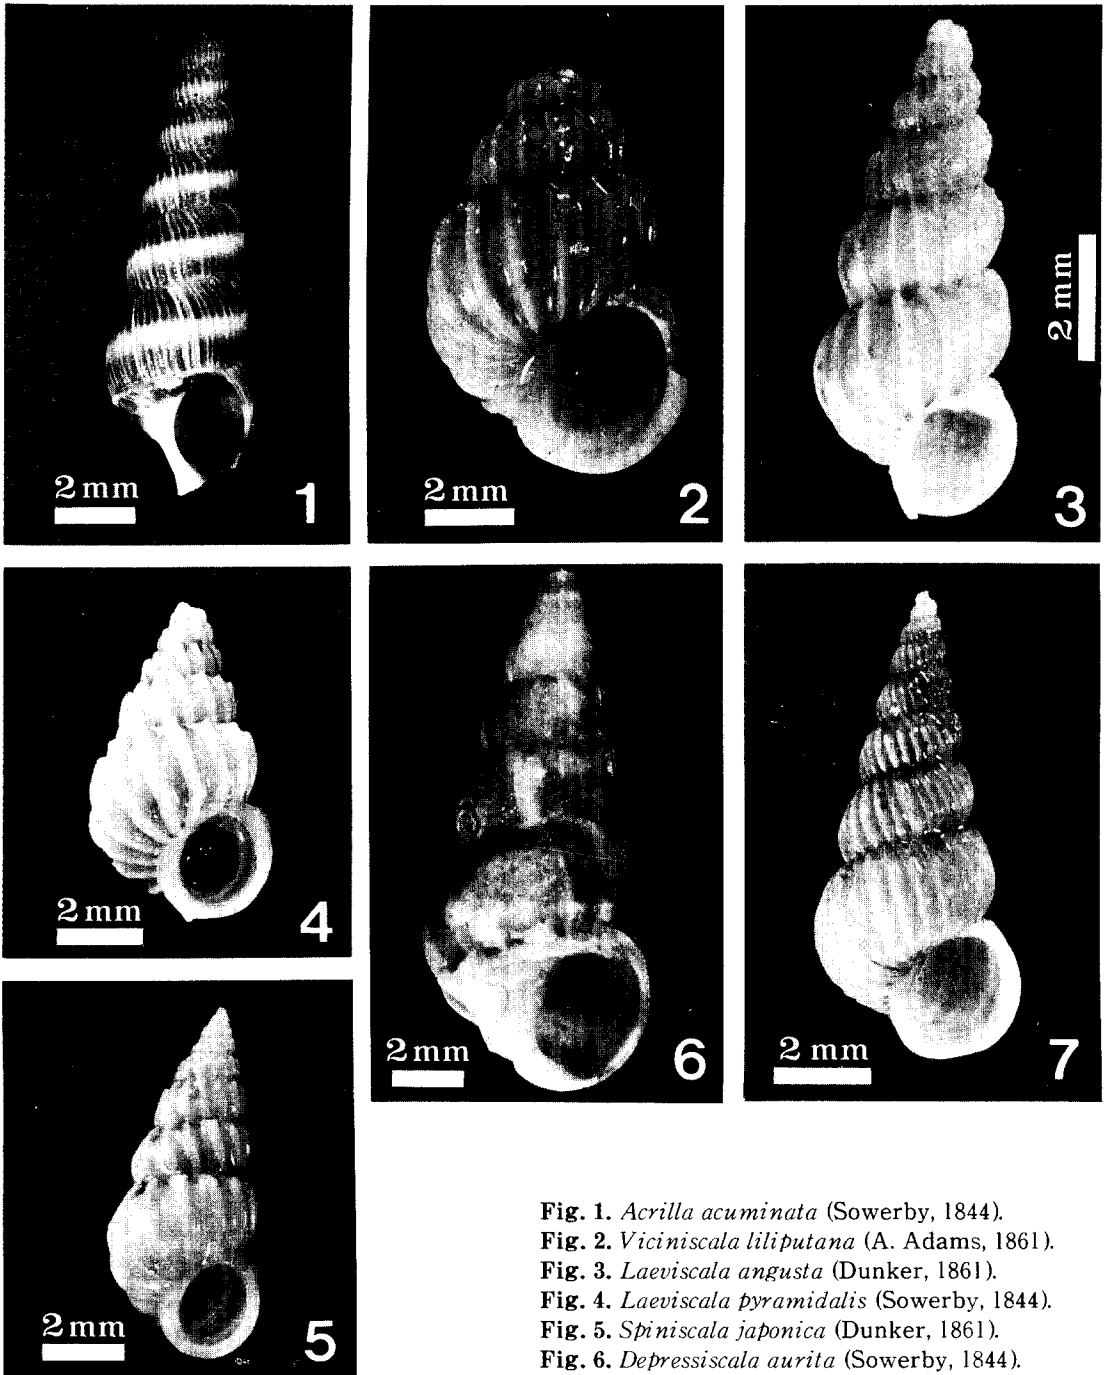 2 mm
1
2 mm
2
2 mm
3
2 mm
4
2 mm
6
2 mm
7
2 mm
5
Fig. 1. Acrilla acuminata (Sowerby, 1844).
Fig. 2. Viciniscala liliputana (A. Adams, 1861).
Fig. 3. Laeviscala angusta (Dunker, 1861).
Fig. 4. Laeviscala pyramidalis (Sowerby, 1844).
Fig. 5. Spiniscala japonica (Dunker, 1861).
Fig. 6. Depressiscala aurita (Sowerby, 1844).